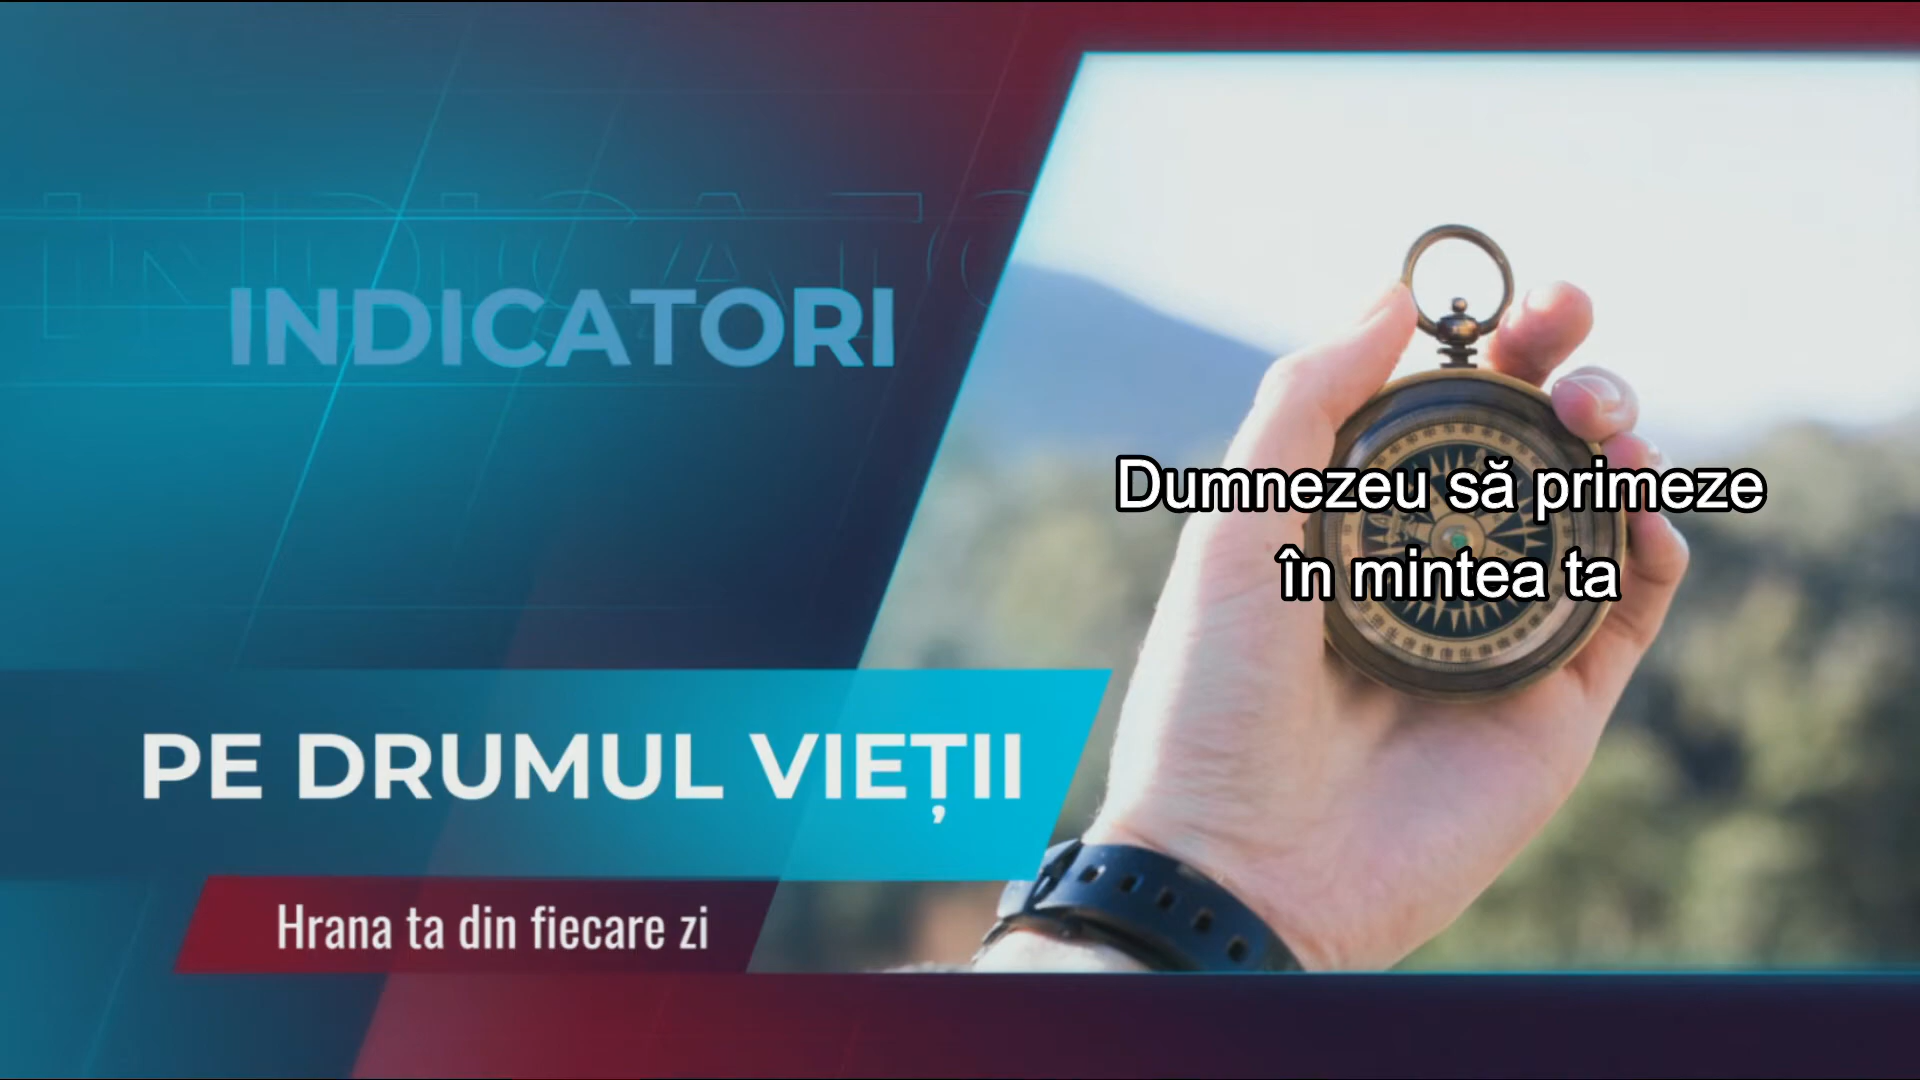 INDICATORI
PE DRUMUL VIEȚII
Hrana ta din fiecare zi
Dumnezeu să primeze
în mintea ta